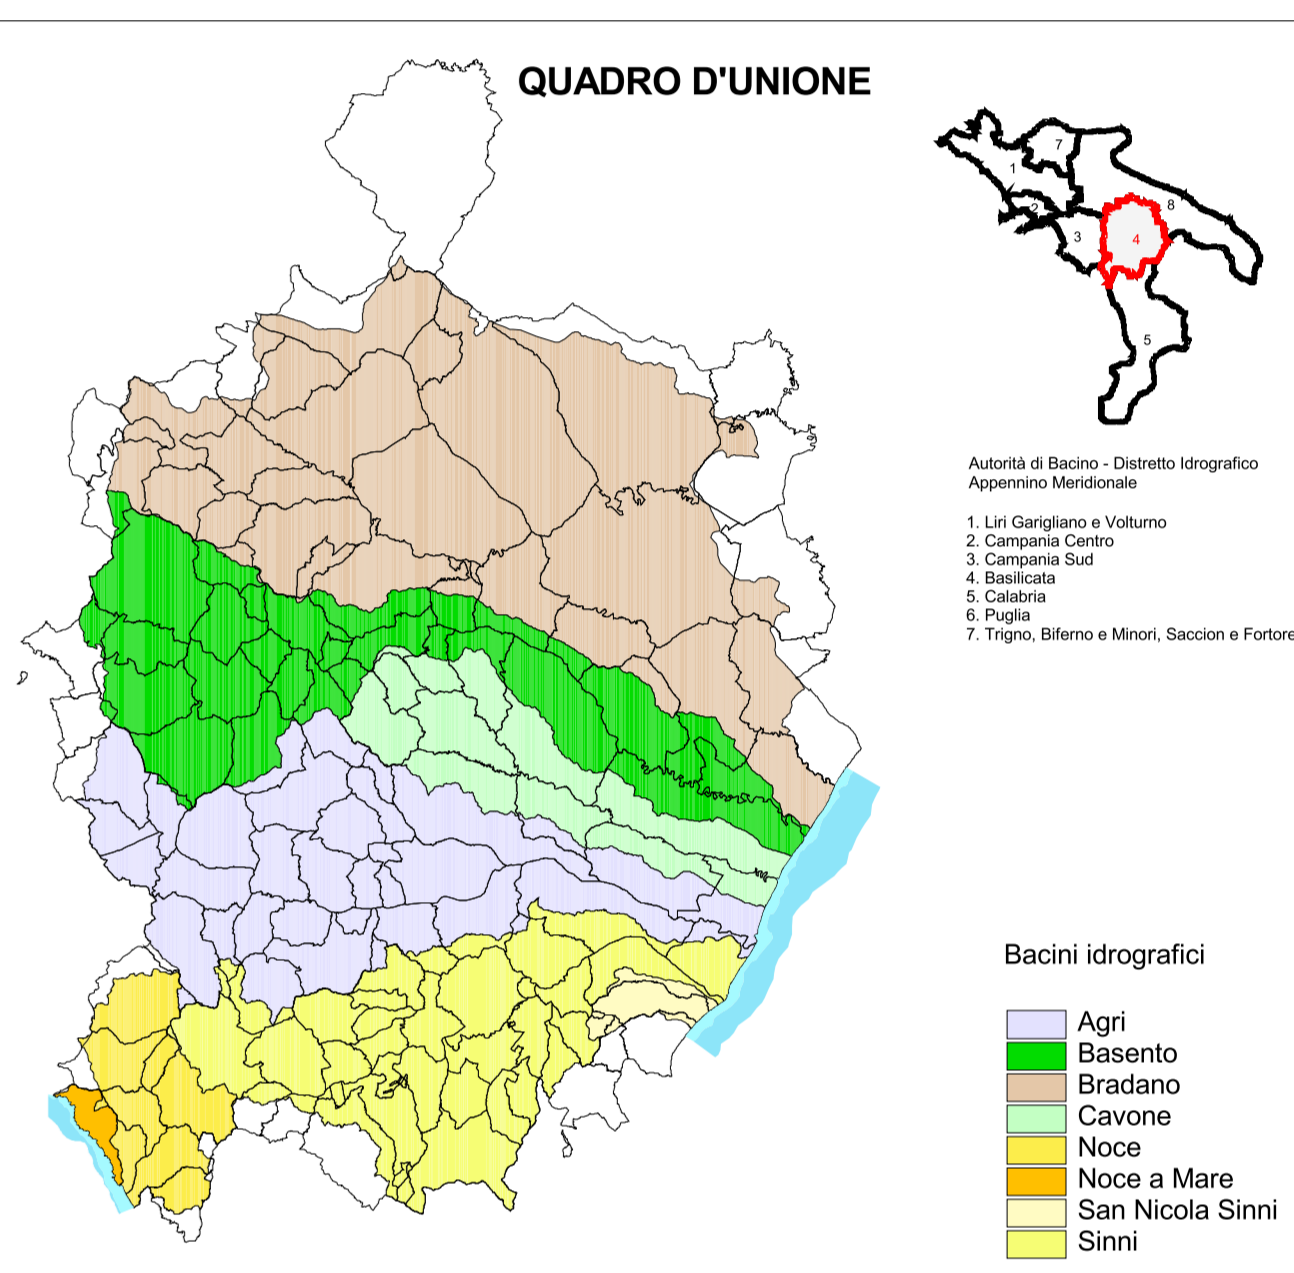 QUADRO D'UNIONE
7
1
8
2
3
4
5
Autorità di Bacino - Distretto Idrografico
Appennino Meridionale
1. Liri Garigliano e Volturno
2. Campania Centro
3. Campania Sud
4. Basilicata
5. Calabria
6. Puglia
7. Trigno, Biferno e Minori, Saccion e Fortore
Bacini idrografici
Agri
Basento
Bradano
Cavone
Noce
Noce a Mare
San Nicola Sinni
Sinni